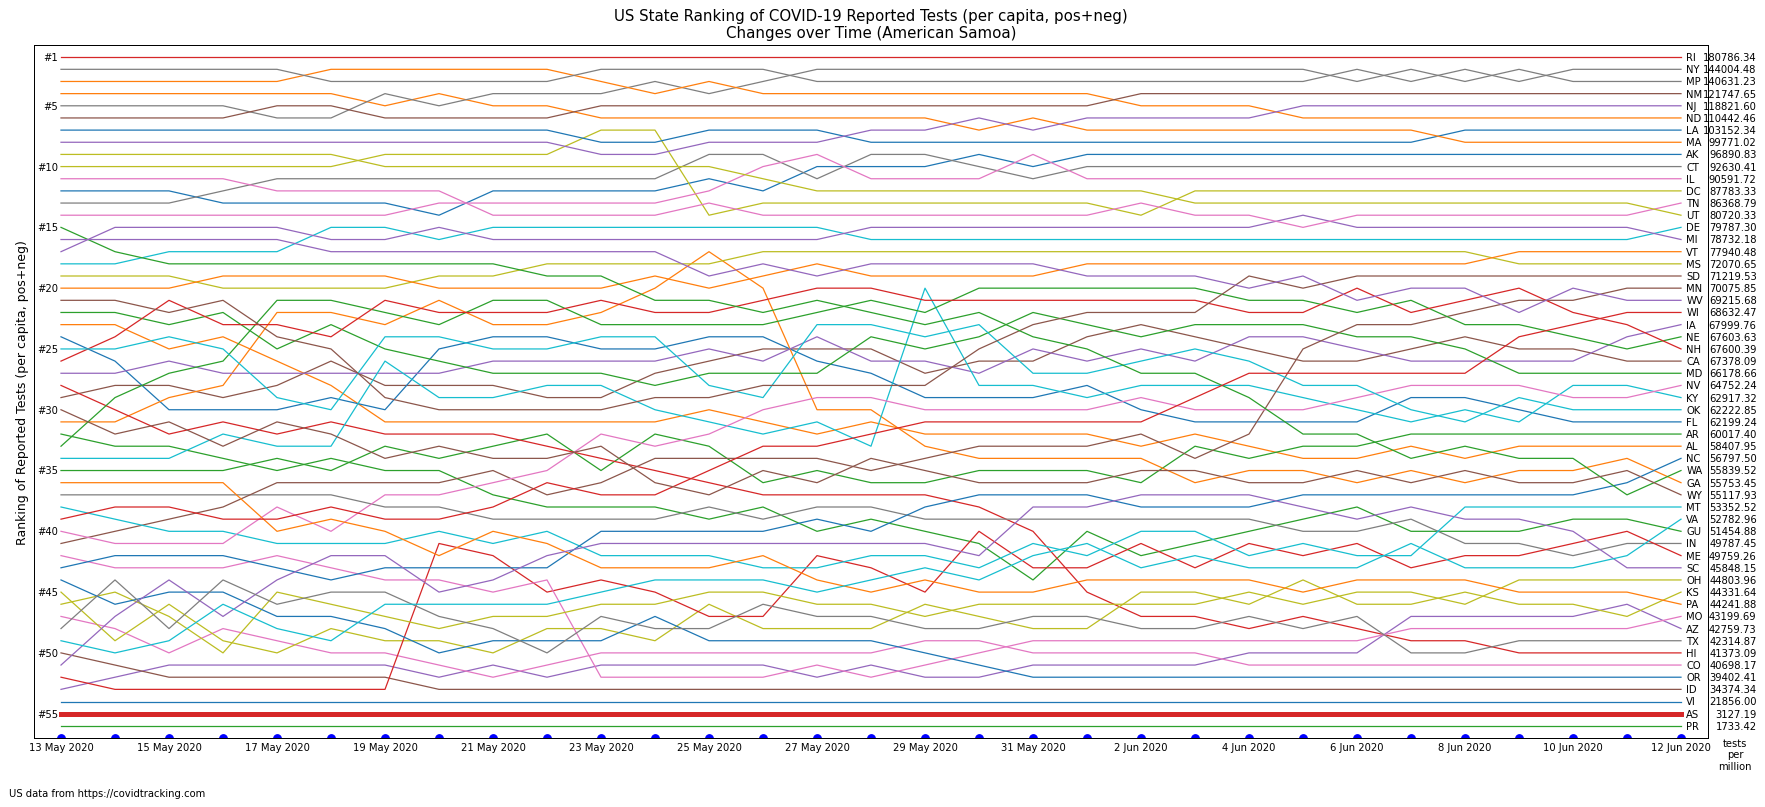 US State Ranking of COVID-19 Reported Tests (per capita, pos+neg)
Changes over Time (American Samoa)
Ranking of Reported Tests (per capita, pos+neg)
#1
#5
#10
#15
#20
#25
#30
#35
#40
#45
#50
#55
RI 180786.34
NY 144004.48
MP 140631.23
NM 121747.65
NJ 118821.60
ND 110442.46
LA 103152.34
MA 99771.02
AK 96890.83
CT 92630.41
IL 90591.72
DC 87783.33
TN 86368.79
UT 80720.33
DE 79787.30
MI 78732.18
VT 77940.48
MS 72070.65
SD 71219.53
MN 70075.85
WV 69215.68
WI 68632.47
IA 67999.76
NE 67603.63
NH 67600.39
CA 67378.09
MD 66178.66
NV 64752.24
KY 62917.32
OK 62222.85
FL 62199.24
AR 60017.40
AL 58407.95
NC 56797.50
WA 55839.52
GA 55753.45
WY 55117.93
MT 53352.52
VA 52782.96
GU 51454.88
IN 49787.45
ME 49759.26
SC 45848.15
OH 44803.96
KS 44331.64
PA 44241.88
MO 43199.69
AZ 42759.73
TX 42314.87
HI 41373.09
CO 40698.17
OR 39402.41
ID 34374.34
VI 21856.00
AS 3127.19
PR 1733.42
13 May 2020 15 May 2020 17 May 2020 19 May 2020 21 May 2020 23 May 2020 25 May 2020 27 May 2020 29 May 2020 31 May 2020 2 Jun 2020 4 Jun 2020 6 Jun 2020 8 Jun 2020 10 Jun 2020 12 Jun 2020
tests
per
million
US data from https://covidtracking.com